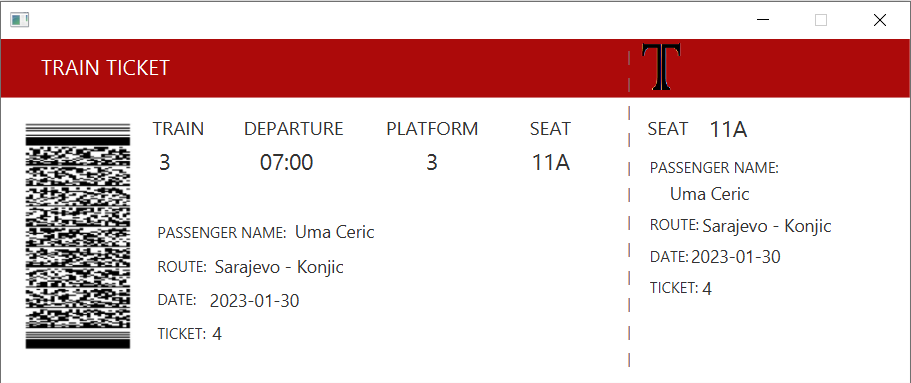 TRAIN TICKET
T
TRAIN DEPARTURE PLATFORM SEAT
3 07:00 3 11A
PASSENGER NAME: Uma Ceric
ROUTE: Sarajevo - Konjic
DATE: 2023-01-30
TICKET: 4
SEAT 11A
PASSENGER NAME:
Uma Ceric
ROUTE: Sarajevo - Konjic
DATE: 2023-01-30
TICKET: 4